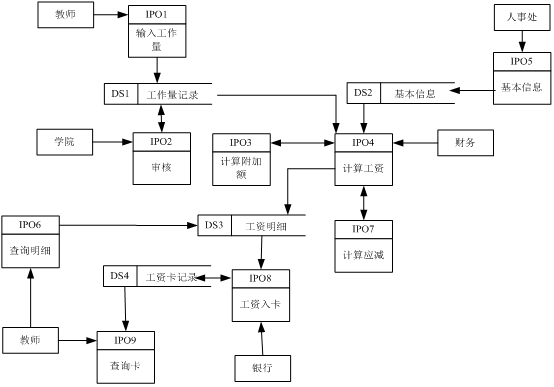 教师
IPO1
输入工作
量
人事处
IPO5
基本信息
DS1 工作量记录
DS2 基本信息
学院
IPO2
审核
IPO3
计算附加
额
IPO4
计算工资
财务
IPO6
查询明细
DS3 工资明细
IPO7
计算应减
DS4 工资卡记录
IPO8
工资入卡
教师
IPO9
查询卡
银行